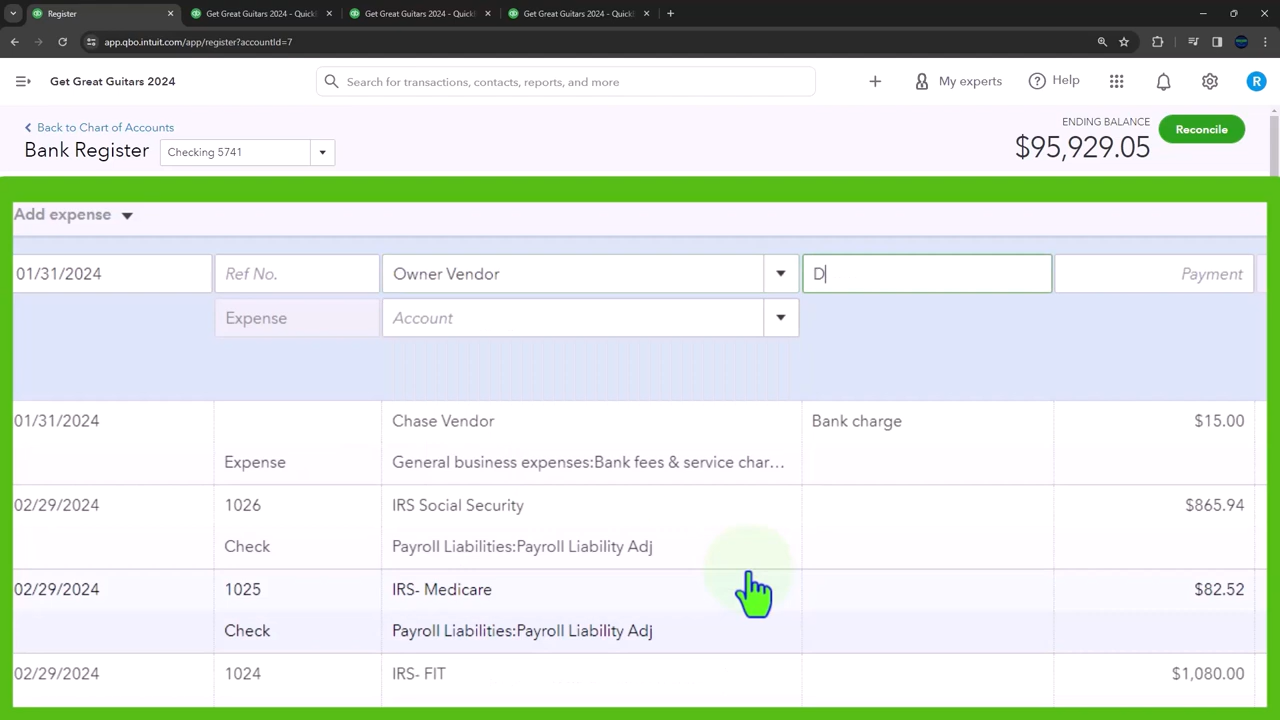 Register
Get Great Guitars 2024 - QuickB
Get Great Guitars 2024 - QuickB
Get Great Guitars 2024 - QuickB
app.qbo.intuit.com/app/register?accountId=7
Get Great Guitars 2024
Search for transactions, contacts, reports, and more
My experts
Help
R
Back to Chart of Accounts
Bank Register
Checking 5741
ENDING BALANCE
$95,929.05
Reconcile
Add expense
01/31/2024 Ref No. Owner Vendor D Payment
Expense Account
01/31/2024 Chase Vendor Bank charge $15.00
Expense General business expenses:Bank fees & service char…
02/29/2024 1026 IRS Social Security $865.94
Check Payroll Liabilities:Payroll Liability Adj
02/29/2024 1025 IRS- Medicare $82.52
Check Payroll Liabilities:Payroll Liability Adj
02/29/2024 1024 IRS- FIT $1,080.00